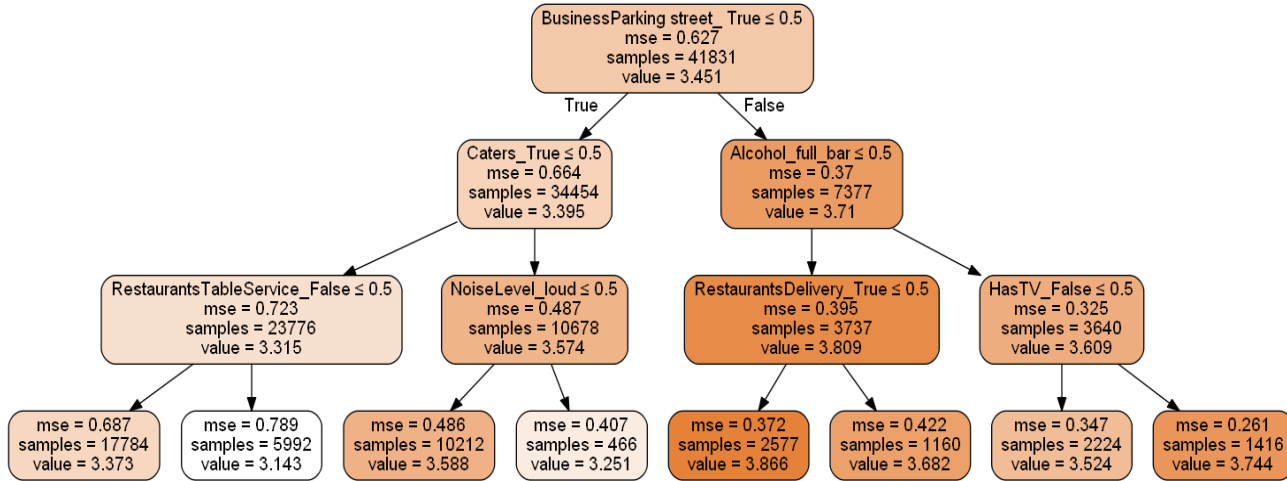 BusinessParking street_ True ≤ 0.5
mse = 0.627
samples = 41831
value = 3.451
True
False
Caters_True ≤ 0.5
mse = 0.664
samples = 34454
value = 3.395
Alcohol_full_bar ≤ 0.5
mse = 0.37
samples = 7377
value = 3.71
RestaurantsTableService_False ≤ 0.5
mse = 0.723
samples = 23776
value = 3.315
NoiseLevel_loud ≤ 0.5
mse = 0.487
samples = 10678
value = 3.574
RestaurantsDelivery_True ≤ 0.5
mse = 0.395
samples = 3737
value = 3.809
HasTV_False ≤ 0.5
mse = 0.325
samples = 3640
value = 3.609
mse = 0.687
samples = 17784
value = 3.373
mse = 0.789
samples = 5992
value = 3.143
mse = 0.486
samples = 10212
value = 3.588
mse = 0.407
samples = 466
value = 3.251
mse = 0.372
samples = 2577
value = 3.866
mse = 0.422
samples = 1160
value = 3.682
mse = 0.347
samples = 2224
value = 3.524
mse = 0.261
samples = 1416
value = 3.744